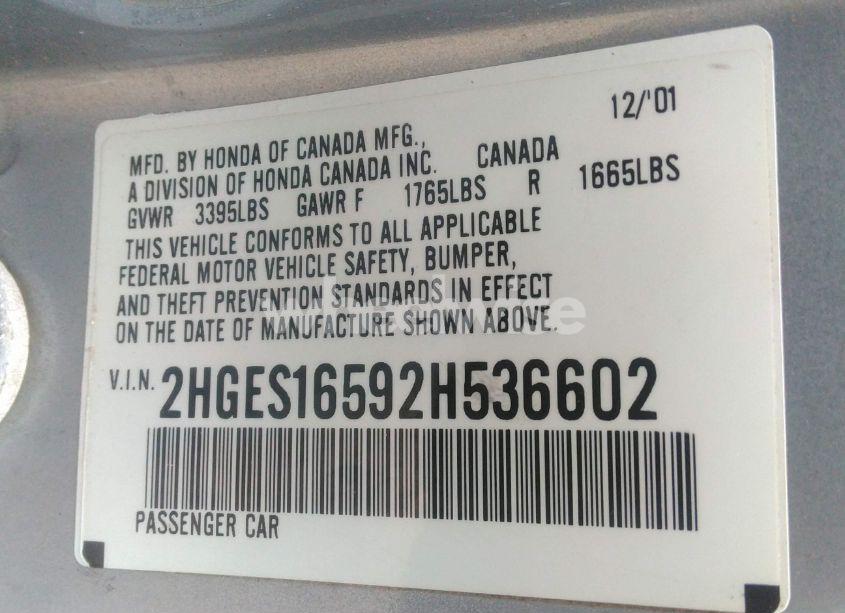 12/'01
MFD. BY HONDA OF CANADA MFG.,
A DIVISION OF HONDA CANADA INC. CANADA
GVWR 3395LBS GAWR F 1765LBS R 1665LBS
THIS VEHICLE CONFORMS TO ALL APPLICABLE
FEDERAL MOTOR VEHICLE SAFETY, BUMPER,
AND THEFT PREVENTION STANDARDS IN EFFECT
ON THE DATE OF MANUFACTURE SHOWN ABOVE.
V.I.N. 2HGES16592H536602
PASSENGER CAR